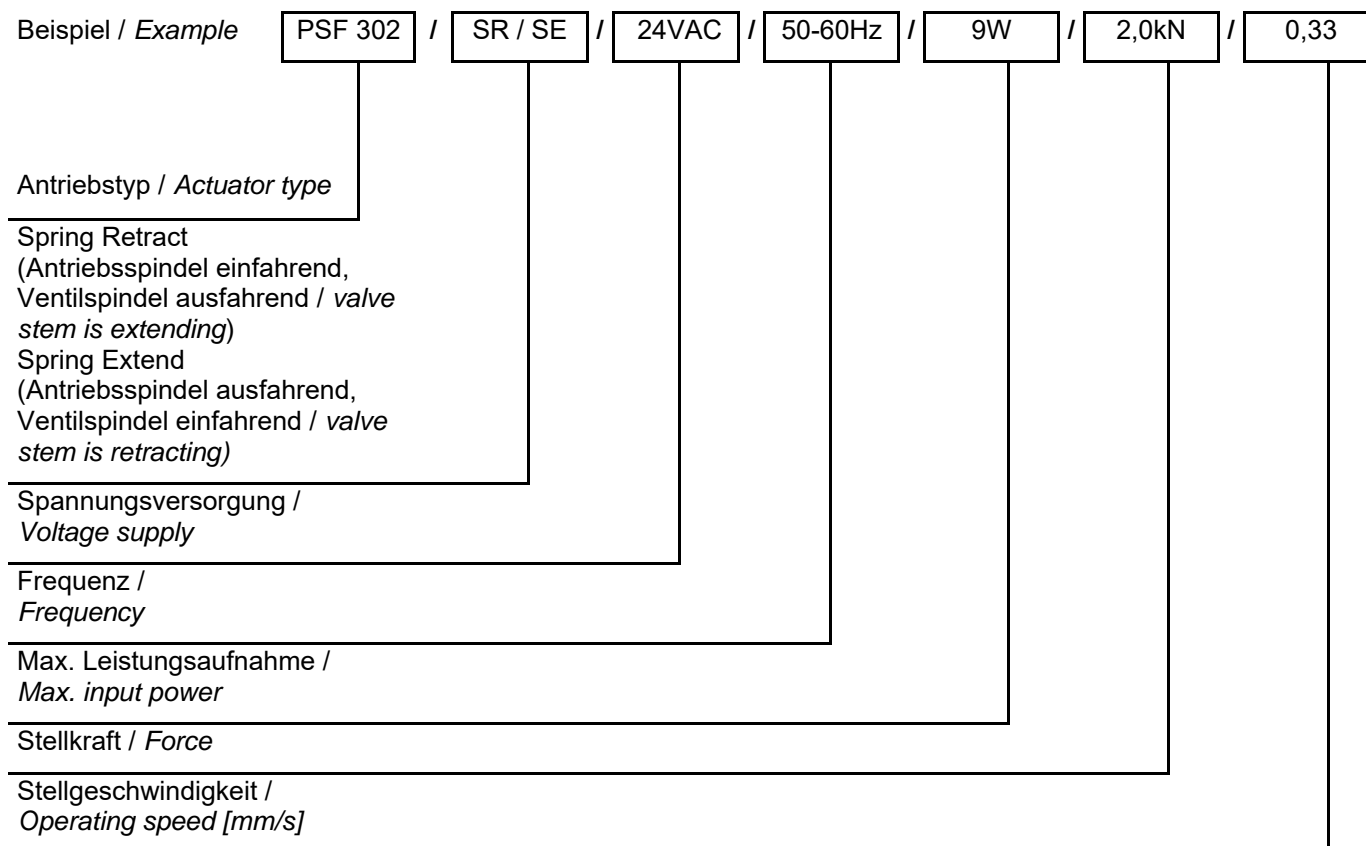 Beispiel / Example PSF 302 / SR / SE / 24VAC / 50-60Hz / 9W / 2,0kN / 0,33
Antriebstyp / Actuator type
Spring Retract
(Antriebsspindel einfahrend,
Ventilspindel ausfahrend / valve
stem is extending)
Spring Extend
(Antriebsspindel ausfahrend,
Ventilspindel einfahrend / valve
stem is retracting)
Spannungsversorgung /
Voltage supply
Frequenz /
Frequency
Max. Leistungsaufnahme /
Max. input power
Stellkraft / Force
Stellgeschwindigkeit /
Operating speed [mm/s]